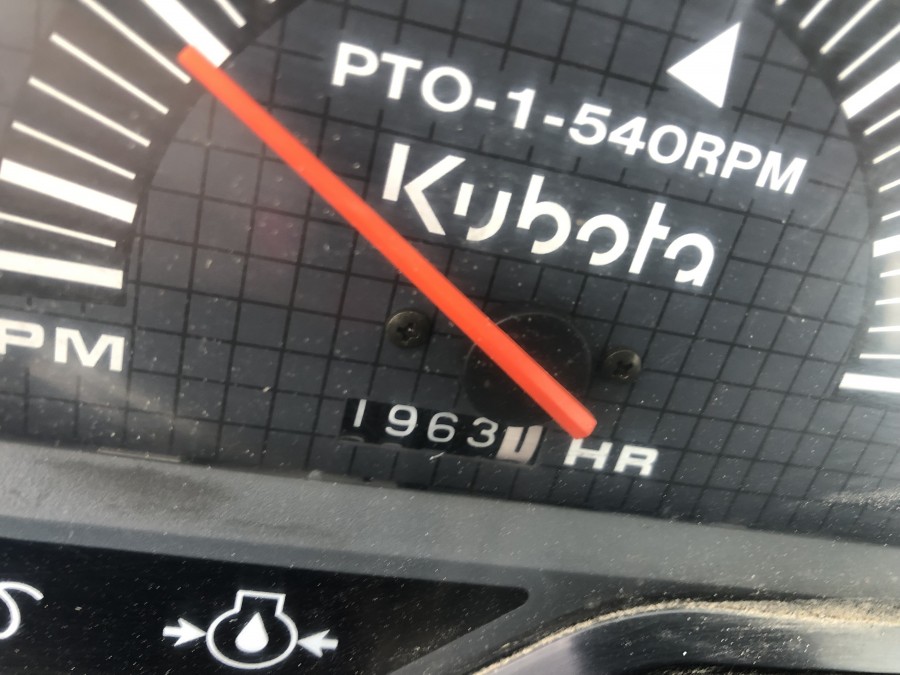 PTO-1-540RPM
Kubota
PM
1963 HR